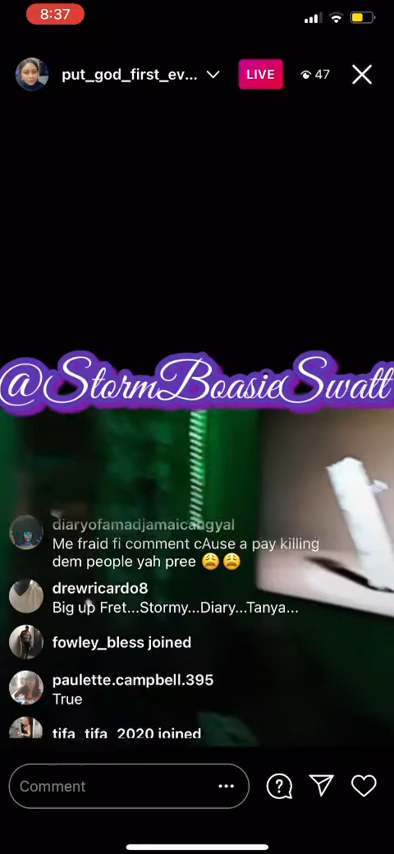 8:37
put_god_first_ev...
LIVE
47
@StormBoasieSwatt
diaryofamadjamaicangyal
Me fraid fi comment cAuse a pay killing
dem people yah pree 😩😩
drewricardo8
Big up Fret...Stormy...Diary...Tanya...
fowley_bless joined
paulette.campbell.395
True
tifa_tifa_2020 joined
Comment